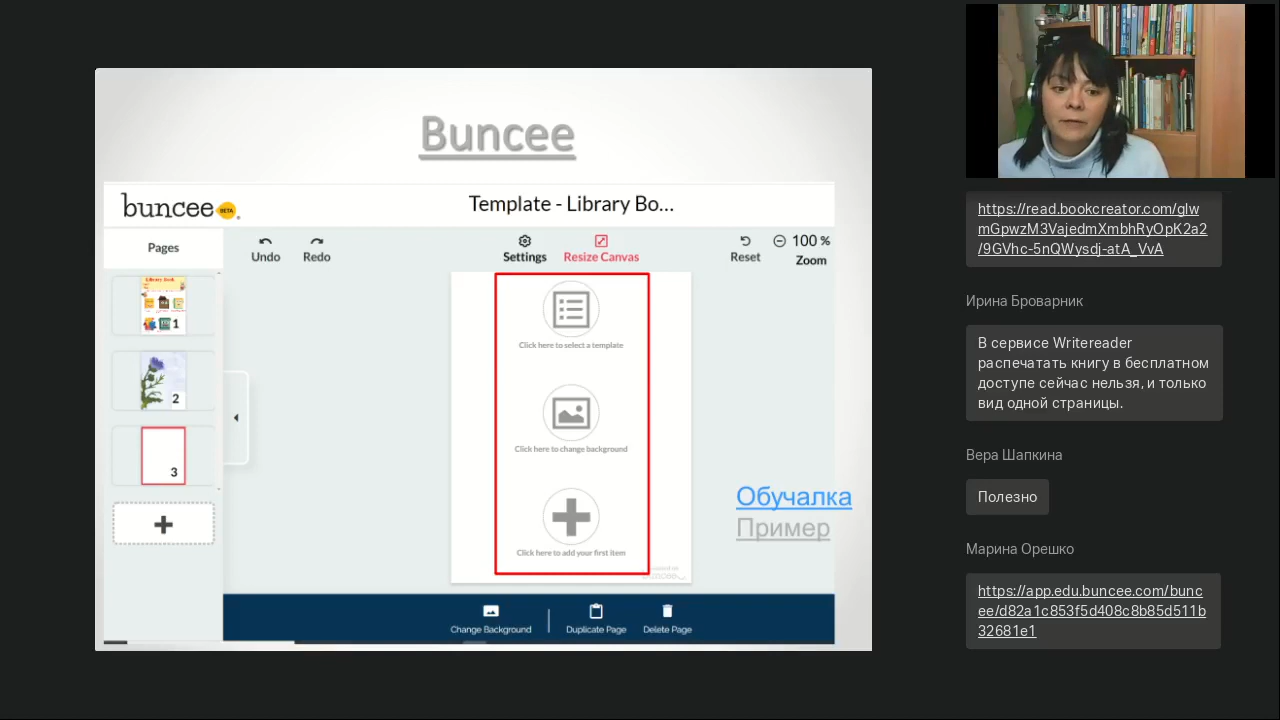 Buncee
buncee BETA
Template - Library Bo...
Pages
Undo
Redo
Settings
Resize Canvas
Reset
100 %
Zoom
Library Book
1
2
3
Click here to select a template
Click here to change background
Click here to add your first item
buncee
Обучалка
Пример
Change Background
Duplicate Page
Delete Page
https://read.bookcreator.com/glw
mGpwzM3VajedmXmbhRyOpK2a2
/9GVhc-5nQWysdj-atA_VvA
Ирина Броварник
В сервисе Writereader
распечатать книгу в бесплатном
доступе сейчас нельзя, и только
вид одной страницы.
Вера Шапкина
Полезно
Марина Орешко
https://app.edu.buncee.com/bunc
ee/d82a1c853f5d408c8b85d511b
32681e1